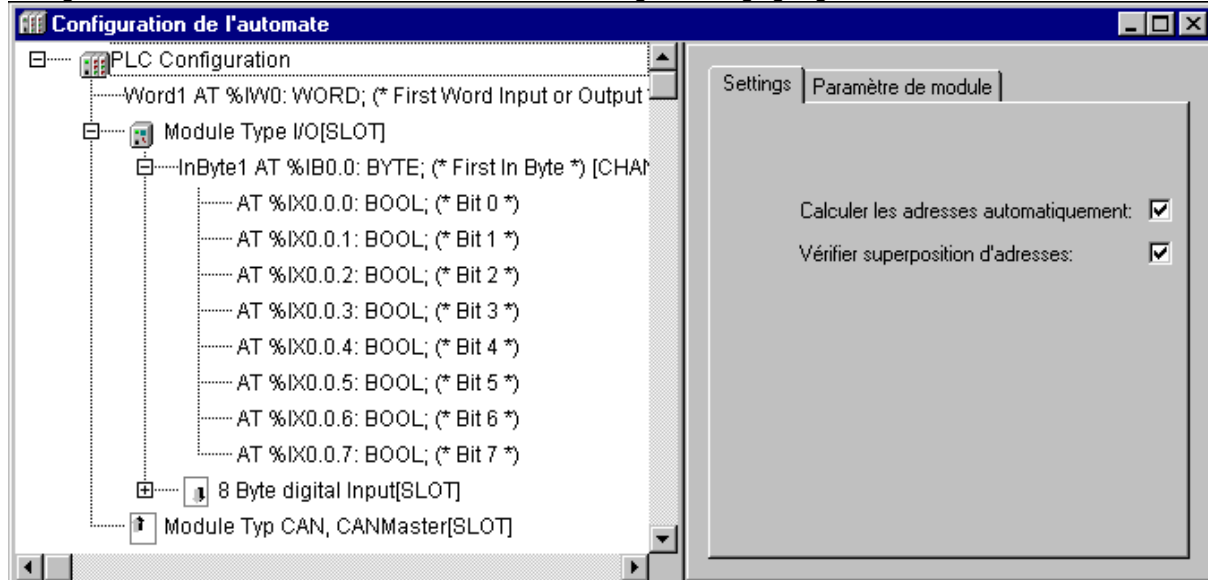 Configuration de l'automate
PLC Configuration
Word1 AT %IW0: WORD; (* First Word Input or Output
Module Type I/O[SLOT]
InByte1 AT %IB0.0: BYTE; (* First In Byte *) [CHAN
AT %IX0.0.0: BOOL; (* Bit 0 *)
AT %IX0.0.1: BOOL; (* Bit 1 *)
AT %IX0.0.2: BOOL; (* Bit 2 *)
AT %IX0.0.3: BOOL; (* Bit 3 *)
AT %IX0.0.4: BOOL; (* Bit 4 *)
AT %IX0.0.5: BOOL; (* Bit 5 *)
AT %IX0.0.6: BOOL; (* Bit 6 *)
AT %IX0.0.7: BOOL; (* Bit 7 *)
8 Byte digital Input[SLOT]
Module Typ CAN, CANMaster[SLOT]
Settings Paramètre de module
Calculer les adresses automatiquement:
Vérifier superposition d'adresses: